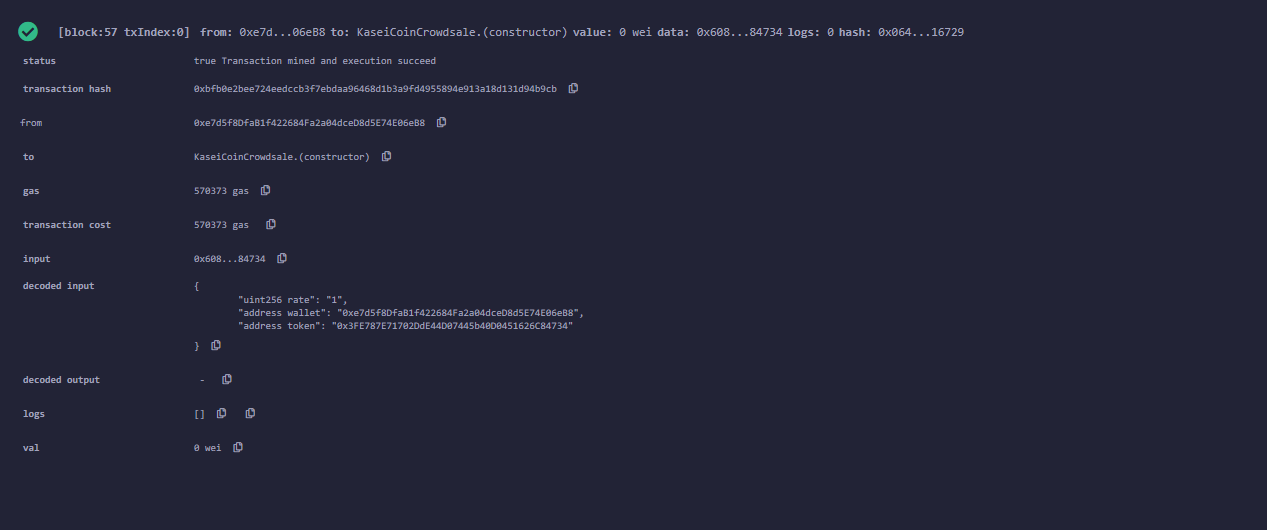 [block:57 txIndex:0] from: 0xe7d...06eB8 to: KaseiCoinCrowdsale.(constructor) value: 0 wei data: 0x608...84734 logs: 0 hash: 0x064...16729
status true Transaction mined and execution succeed
transaction hash 0xbfb0e2bee724eedccb3f7ebdaa96468d1b3a9fd4955894e913a18d131d94b9cb
from 0xe7d5f8DfaB1f422684Fa2a04dceD8d5E74E06eB8
to KaseiCoinCrowdsale.(constructor)
gas 570373 gas
transaction cost 570373 gas
input 0x608...84734
decoded input {
"uint256 rate": "1",
"address wallet": "0xe7d5f8DfaB1f422684Fa2a04dceD8d5E74E06eB8",
"address token": "0x3FE787E71702DdE44D07445b40D0451626C84734"
}
decoded output -
logs []
val 0 wei